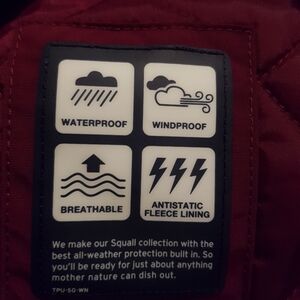 WATERPROOF
WINDPROOF
BREATHABLE
ANTISTATIC
FLEECE LINING
We make our Squall collection with the
best all-weather protection built in. So
you'll be ready for just about anything
mother nature can dish out.
TPU-SQ-WN